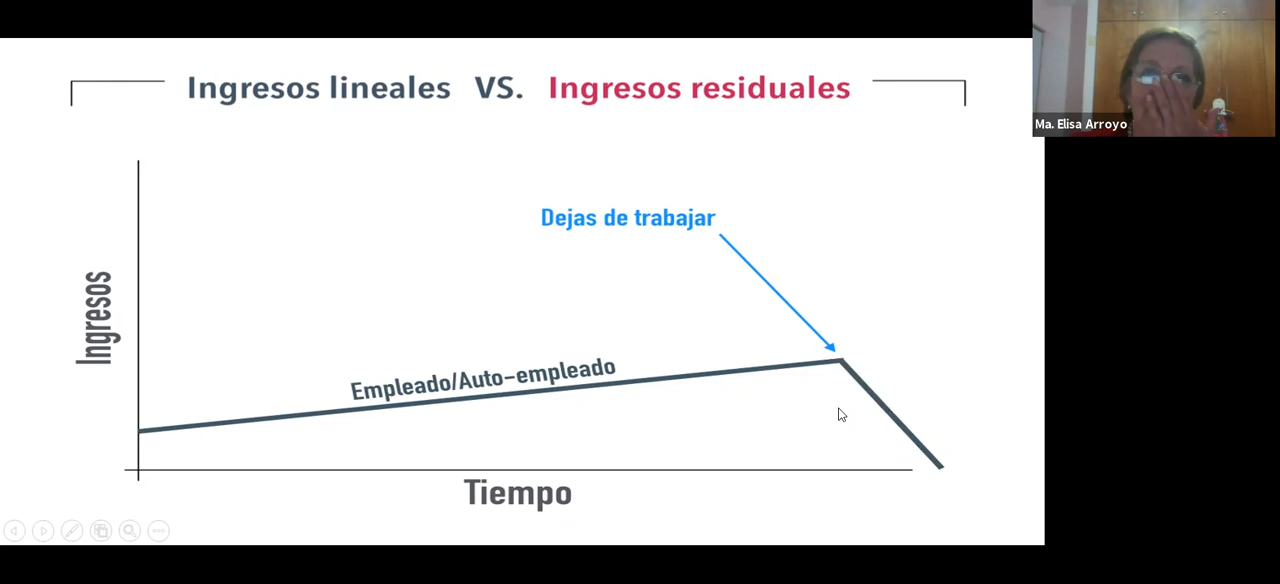 Ingresos lineales VS. Ingresos residuales
Ma. Elisa Arroyo
Dejas de trabajar
Ingresos
Empleado/Auto-empleado
Tiempo